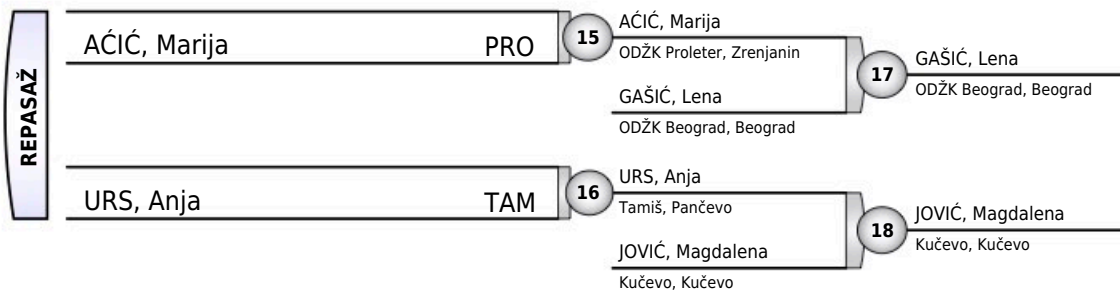 REPASAŽ
AĆIĆ, Marija PRO
15
AĆIĆ, Marija
ODŽK Proleter, Zrenjanin
GAŠIĆ, Lena
ODŽK Beograd, Beograd
17
GAŠIĆ, Lena
ODŽK Beograd, Beograd
URS, Anja TAM
16
URS, Anja
Tamiš, Pančevo
JOVIĆ, Magdalena
Kučevo, Kučevo
18
JOVIĆ, Magdalena
Kučevo, Kučevo